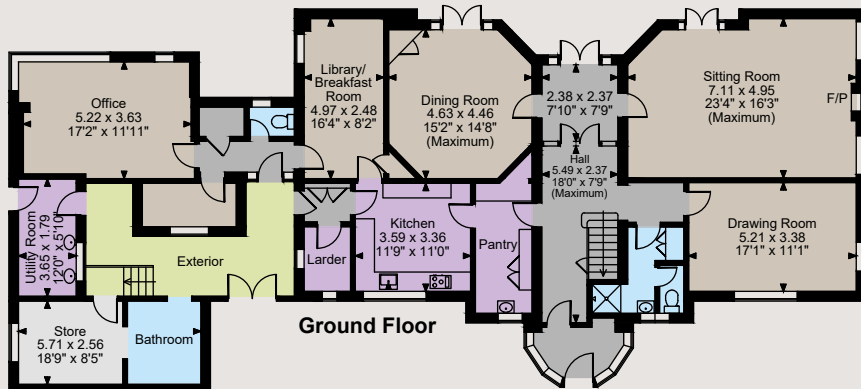 Office
5.22 x 3.63
17'2" x 11'11"
Library/
Breakfast
Room
4.97 x 2.48
16'4" x 8'2"
Dining Room
4.63 x 4.46
15'2" x 14'8"
(Maximum)
2.38 x 2.37
7'10" x 7'9"
Sitting Room
7.11 x 4.95
23'4" x 16'3"
(Maximum)
F/P
Hall
5.49 x 2.37
18'0" x 7'9"
(Maximum)
Utility Room
3.65 x 1.79
12'0" x 5'10"
Exterior
Larder
Kitchen
3.59 x 3.36
11'9" x 11'0"
Pantry
Drawing Room
5.21 x 3.38
17'1" x 11'1"
Store
5.71 x 2.56
18'9" x 8'5"
Bathroom
Ground Floor